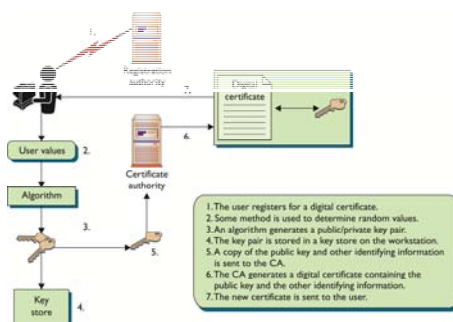 1.
Registration
authority
7.
Digital
certificate
6.
User values
2.
Certificate
authority
Algorithm
3.
5.
Key
store
4.
1. The user registers for a digital certificate.
2. Some method is used to determine random values.
3. An algorithm generates a public/private key pair.
4. The key pair is stored in a key store on the workstation.
5. A copy of the public key and other identifying information
is sent to the CA.
6. The CA generates a digital certificate containing the
public key and the other identifying information.
7. The new certificate is sent to the user.